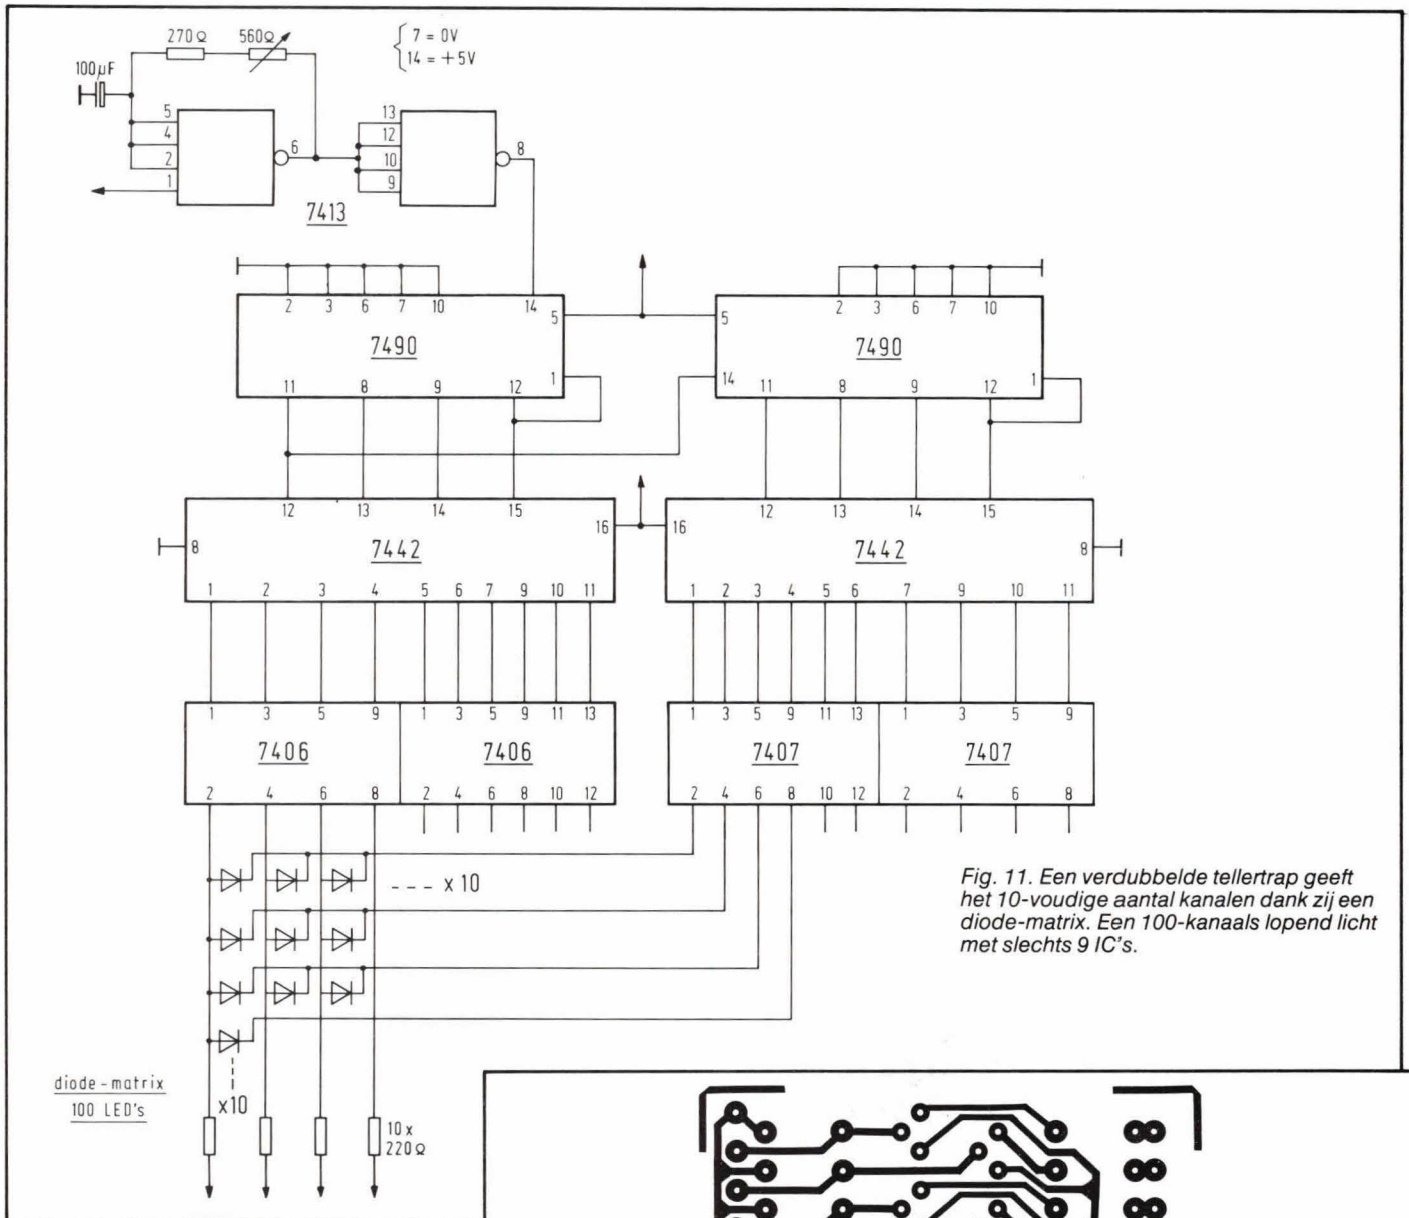 270Ω 560Ω
{ 7 = 0V
14 = +5V
100µF
5
4
2
1
6
13
12
10
9
8
7413
2 3 6 7 10 14
5
7490
1
11 8 9 12
2 3 6 7 10
5
7490
14
1
11 8 9 12
12 13 14 15
16
8
7442
1 2 3 4 5 6 7 9 10 11
12 13 14 15
16
7442
8
1 2 3 4 5 6 7 9 10 11
1 3 5 9
7406
2 4 6 8
1 3 5 9 11 13
7406
2 4 6 8 10 12
1 3 5 9 11 13
7407
2 4 6 8 10 12
1 3 5 9
7407
2 4 6 8
--- x 10
Fig. 11. Een verdubbelde tellertrap geeft
het 10-voudige aantal kanalen dank zij een
diode-matrix. Een 100-kanaals lopend licht
met slechts 9 IC's.
diode-matrix
100 LED's
x10
10 x
220Ω